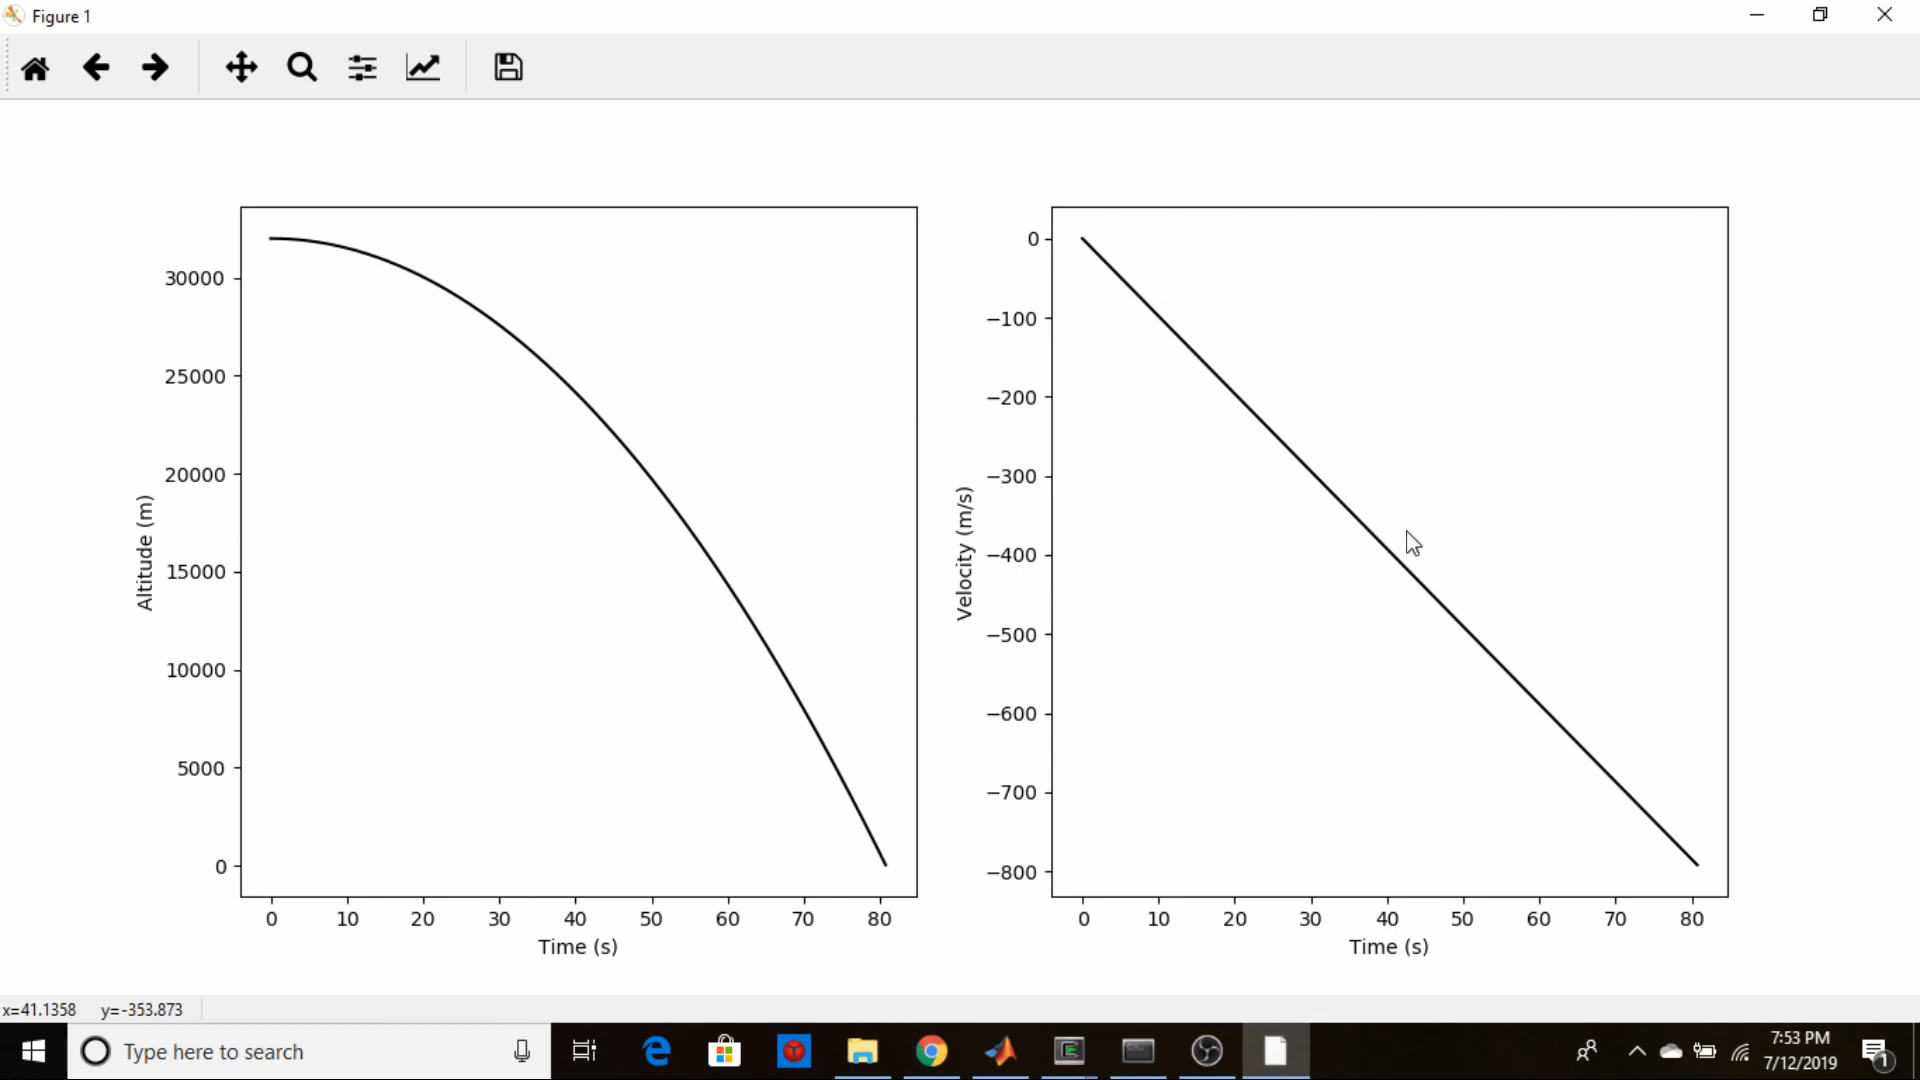 Figure 1
30000
25000
20000
15000
10000
5000
0
Altitude (m)
0 10 20 30 40 50 60 70 80
Time (s)
0
−100
−200
−300
−400
−500
−600
−700
−800
Velocity (m/s)
0 10 20 30 40 50 60 70 80
Time (s)
x=41.1358 y=-353.873
Type here to search
7:53 PM
7/12/2019
1